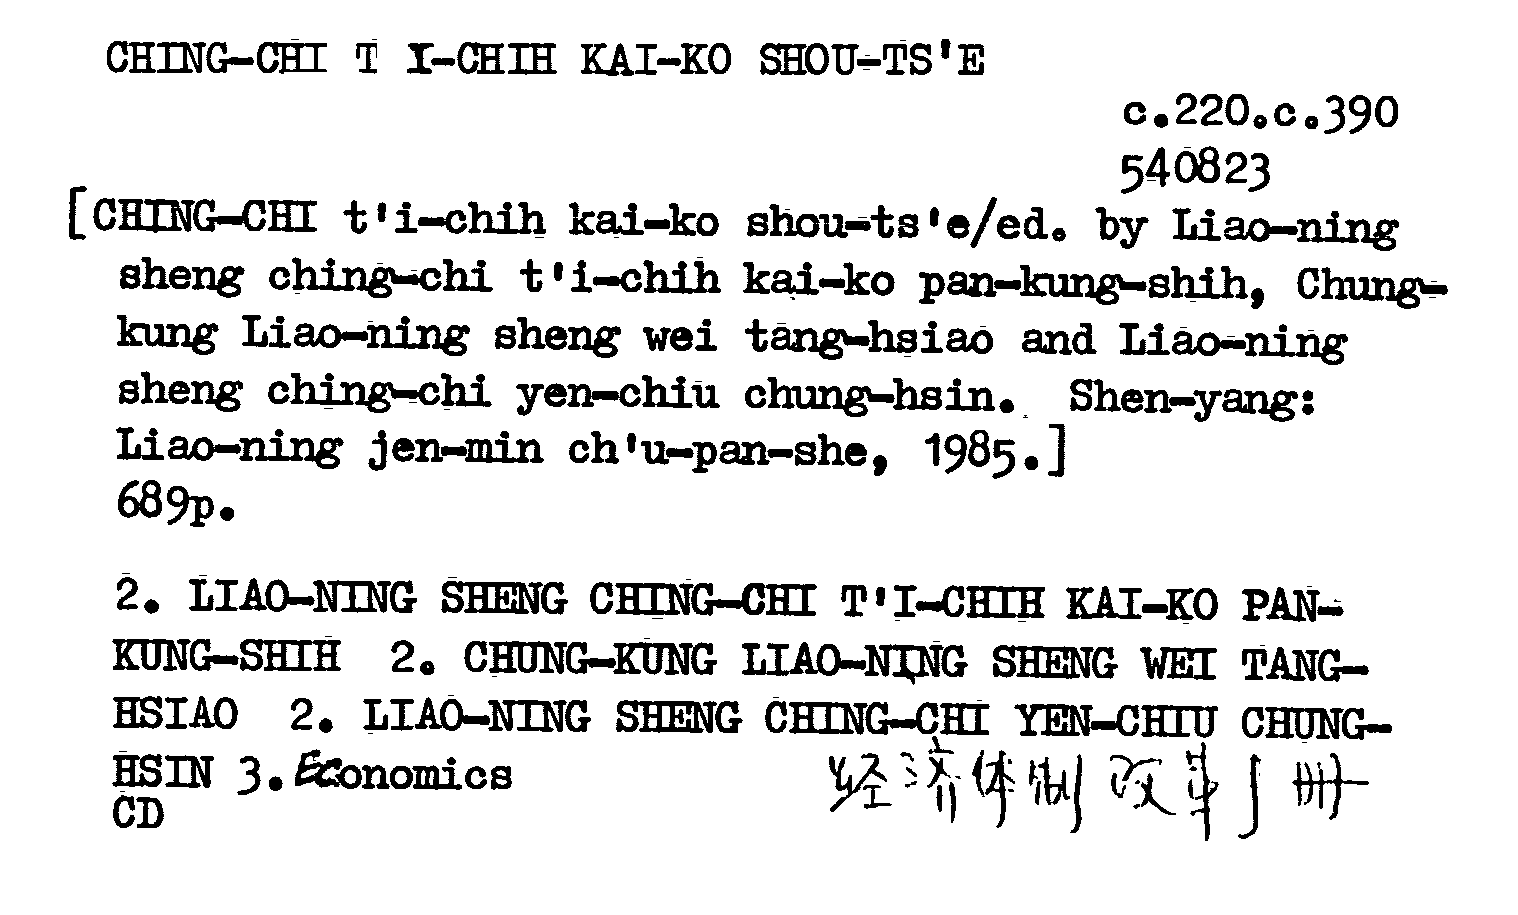 CHING-CHI T I-CHIH KAI-KO SHOU-TS'E
c.220.c.390
540823
[CHING-CHI t'i-chih kai-ko shou-ts'e/ed. by Liao-ning
sheng ching-chi t'i-chih kai-ko pan-kung-shih, Chung-
kung Liao-ning sheng wei tang-hsiao and Liao-ning
sheng ching-chi yen-chiu chung-hsin. Shen-yang:
Liao-ning jen-min ch'u-pan-she, 1985.]
689p.
2. LIAO-NING SHENG CHING-CHI T'I-CHIH KAI-KO PAN-
KUNG-SHIH 2. CHUNG-KUNG LIAO-NING SHENG WEI TANG-
HSIAO 2. LIAO-NING SHENG CHING-CHI YEN-CHIU CHUNG-
HSIN 3. Economics 经济体制改革手册
CD